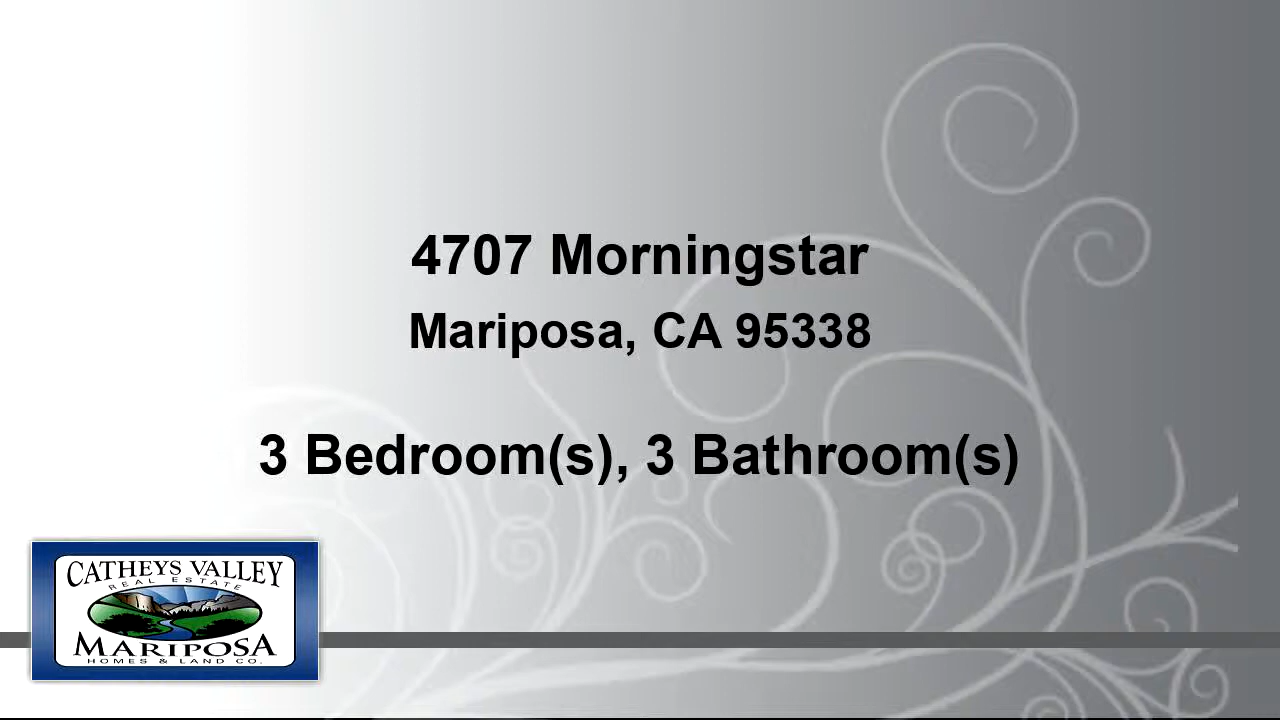 4707 Morningstar
Mariposa, CA 95338
3 Bedroom(s), 3 Bathroom(s)
CATHEYS VALLEY
REAL ESTATE
MARIPOSA
HOMES & LAND CO.